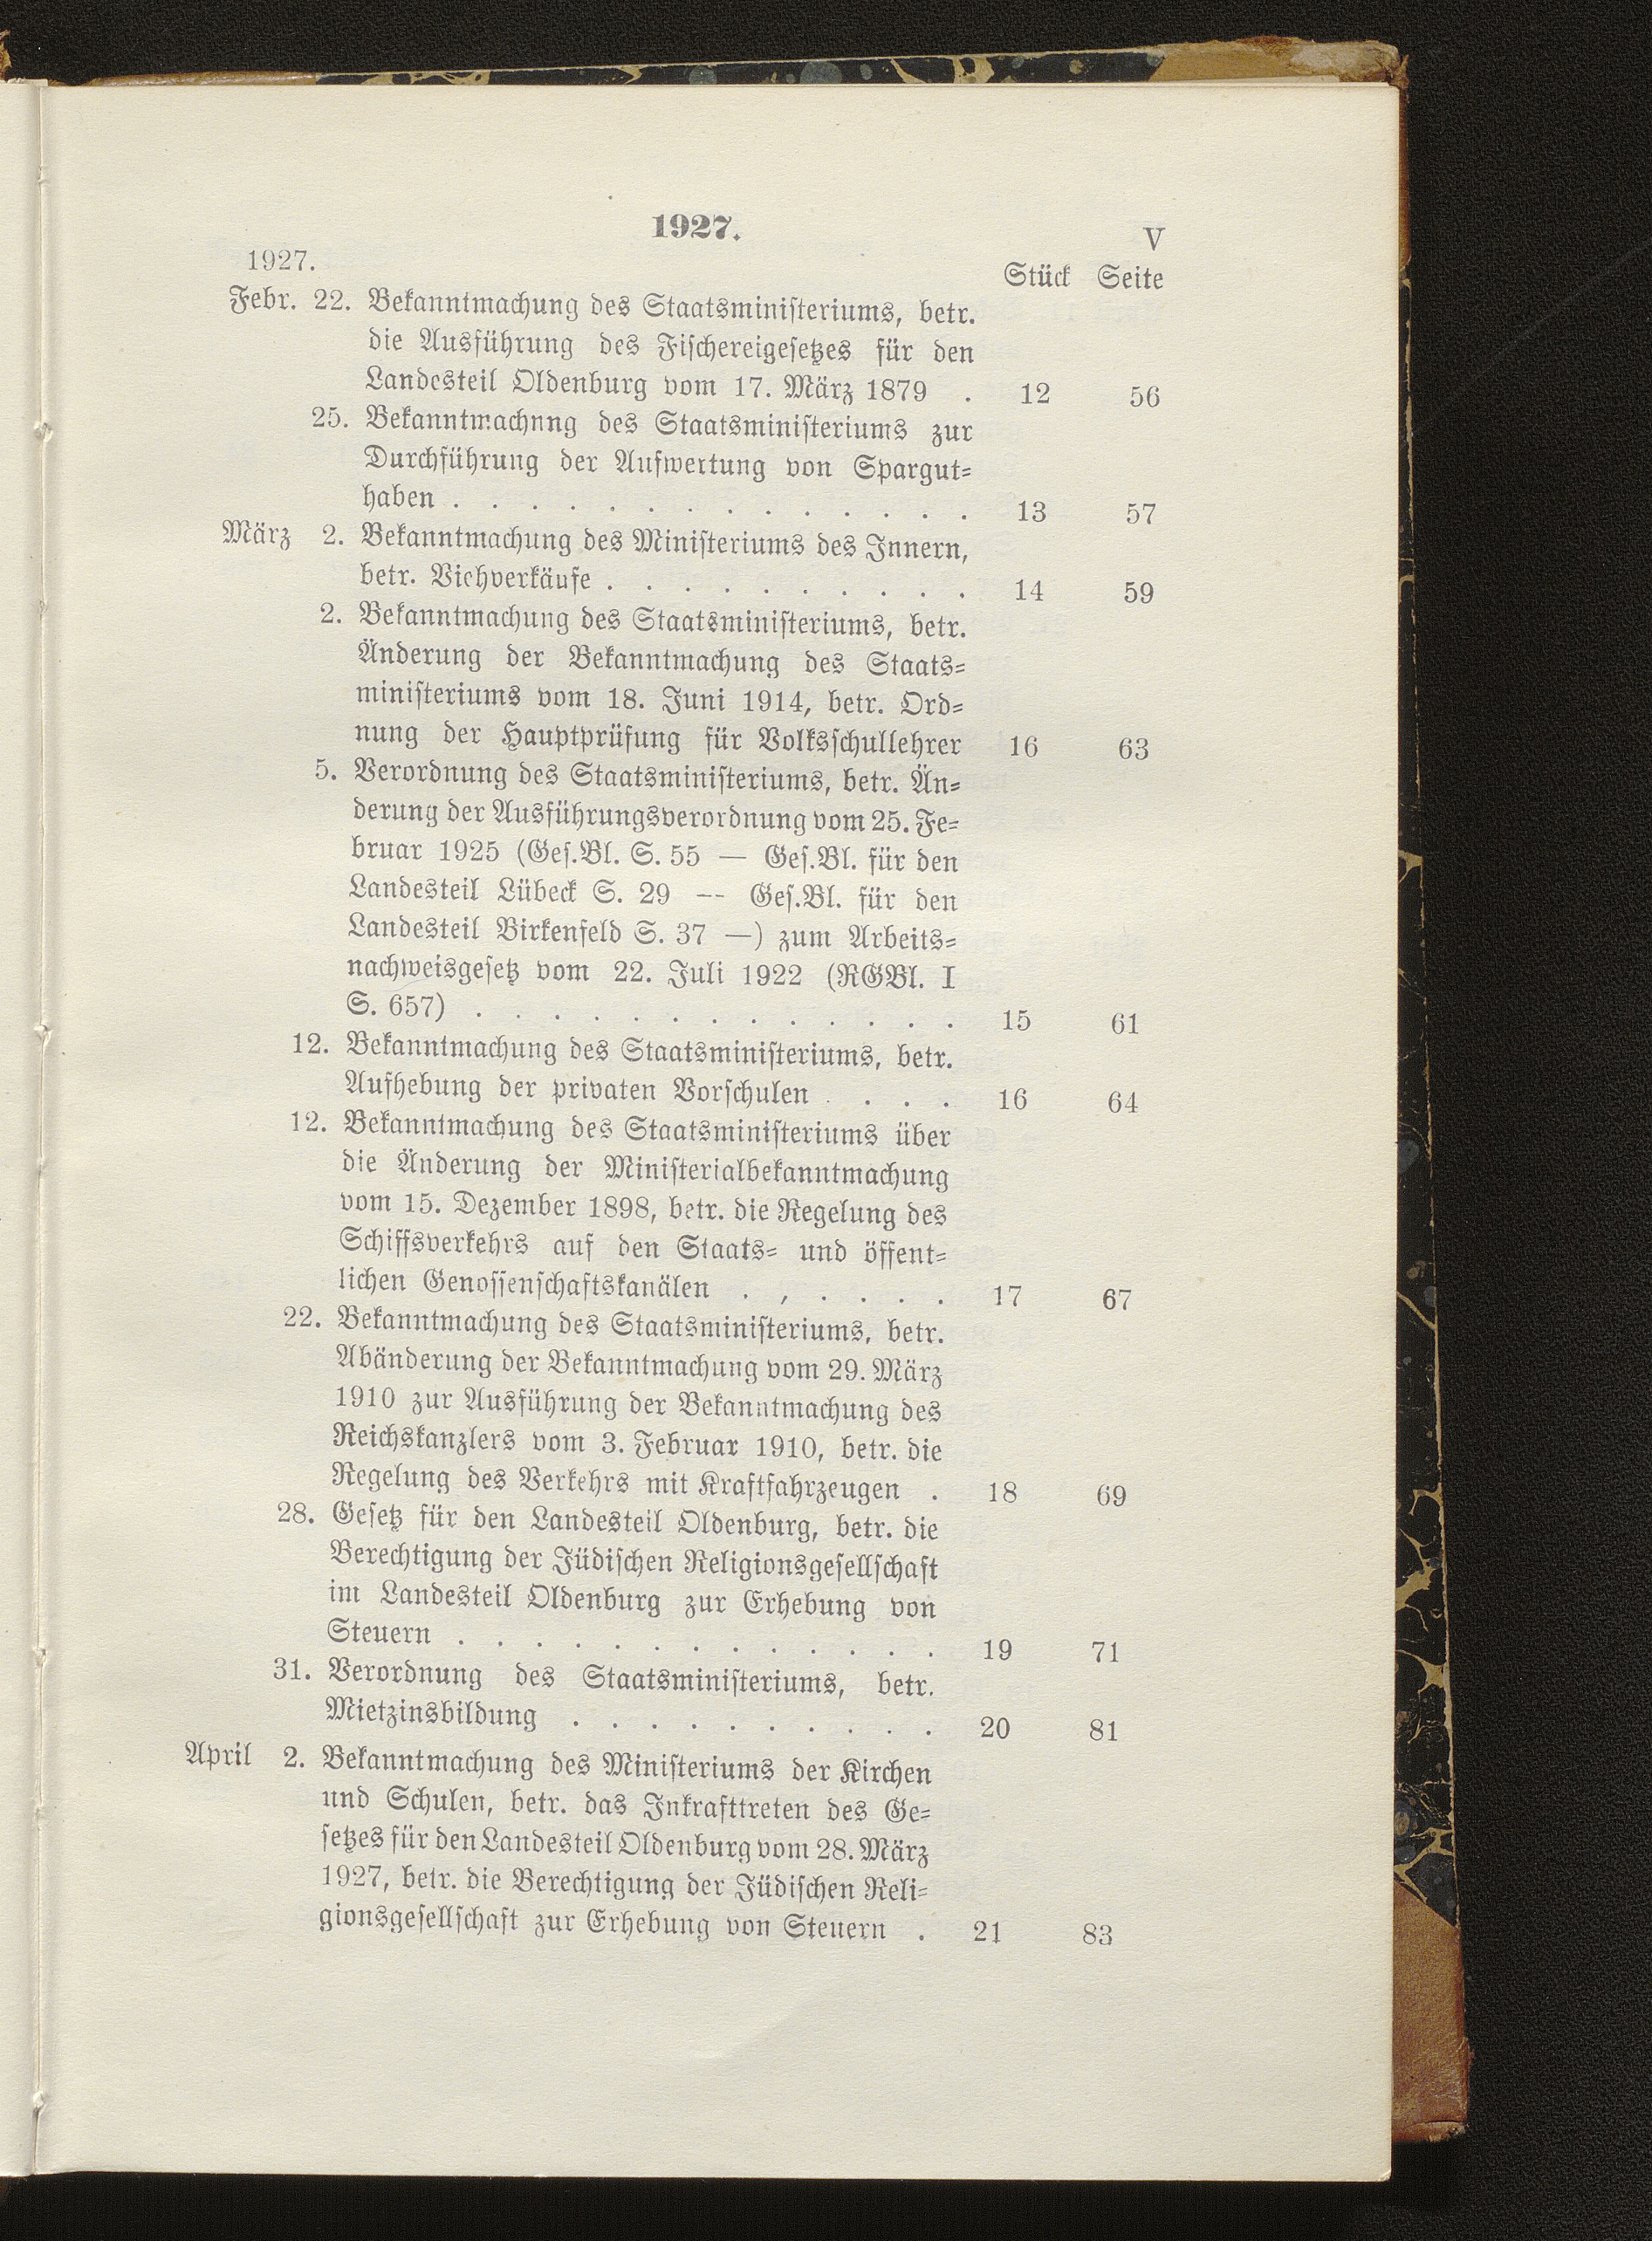 1927. V
1927. Stück Seite
Febr. 22. Bekanntmachung des Staatsministeriums, betr.
die Ausführung des Fischereigesetzes für den
Landesteil Oldenburg vom 17. März 1879 . 12 56
25. Bekanntmachnng des Staatsministeriums zur
Durchführung der Aufwertung von Spargut-
haben . . . . . . . . . . . . . . 13 57
März 2. Bekanntmachung des Ministeriums des Innern,
betr. Viehverkäufe . . . . . . . . . . 14 59
2. Bekanntmachung des Staatsministeriums, betr.
Änderung der Bekanntmachung des Staats-
ministeriums vom 18. Juni 1914, betr. Ord-
nung der Hauptprüfung für Volksschullehrer 16 63
5. Verordnung des Staatsministeriums, betr. Än-
derung der Ausführungsverordnung vom 25. Fe-
bruar 1925 (Ges.Bl. S. 55 — Ges.Bl. für den
Landesteil Lübeck S. 29 -- Ges.Bl. für den
Landesteil Birkenfeld S. 37 —) zum Arbeits-
nachweisgesetz vom 22. Juli 1922 (RGBl. I
S. 657) . . . . . . . . . . . . . 15 61
12. Bekanntmachung des Staatsministeriums, betr.
Aufhebung der privaten Vorschulen . . . . 16 64
12. Bekanntmachung des Staatsministeriums über
die Änderung der Ministerialbekanntmachung
vom 15. Dezember 1898, betr. die Regelung des
Schiffsverkehrs auf den Staats- und öffent-
lichen Genossenschaftskanälen . , . . . . 17 67
22. Bekanntmachung des Staatsministeriums, betr.
Abänderung der Bekanntmachung vom 29. März
1910 zur Ausführung der Bekanntmachung des
Reichskanzlers vom 3. Februar 1910, betr. die
Regelung des Verkehrs mit Kraftfahrzeugen . 18 69
28. Gesetz für den Landesteil Oldenburg, betr. die
Berechtigung der Jüdischen Religionsgesellschaft
im Landesteil Oldenburg zur Erhebung von
Steuern . . . . . . . . . . . . . 19 71
31. Verordnung des Staatsministeriums, betr.
Mietzinsbildung . . . . . . . . . . 20 81
April 2. Bekanntmachung des Ministeriums der Kirchen
und Schulen, betr. das Inkrafttreten des Ge-
setzes für den Landesteil Oldenburg vom 28. März
1927, betr. die Berechtigung der Jüdischen Reli-
gionsgesellschaft zur Erhebung von Steuern . 21 83